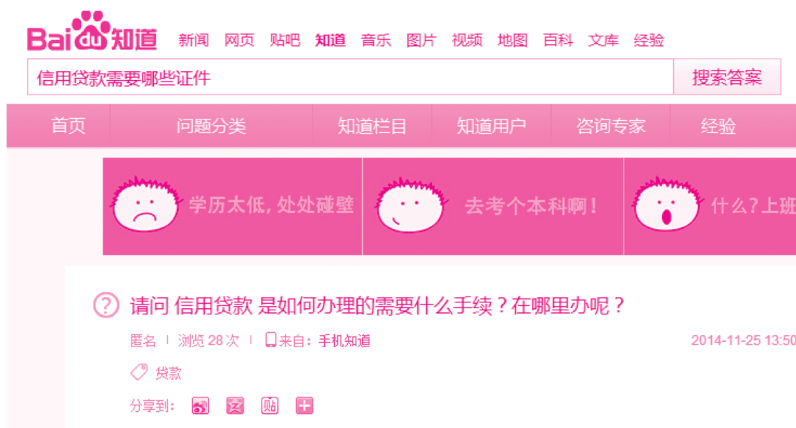 Bai du 知道 新闻 网页 贴吧 知道 音乐 图片 视频 地图 百科 文库 经验
信用贷款需要哪些证件 搜索答案
首页 问题分类 知道栏目 知道用户 咨询专家 经验
学历太低,处处碰壁 去考个本科啊! 什么?上班
请问 信用贷款 是如何办理的需要什么手续?在哪里办呢?
匿名 | 浏览 28 次 | 来自: 手机知道 2014-11-25 13:50
贷款
分享到: 贴